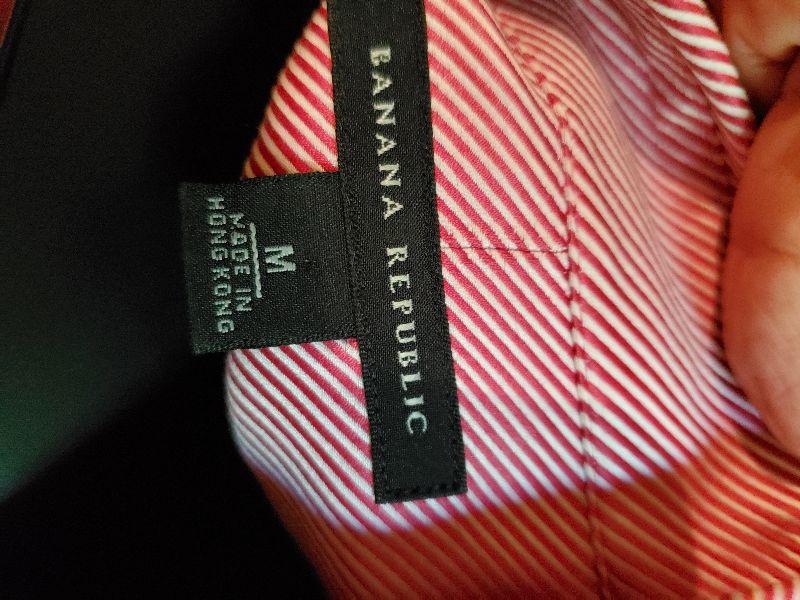 BANANA REPUBLIC
M
MADE IN
HONG KONG